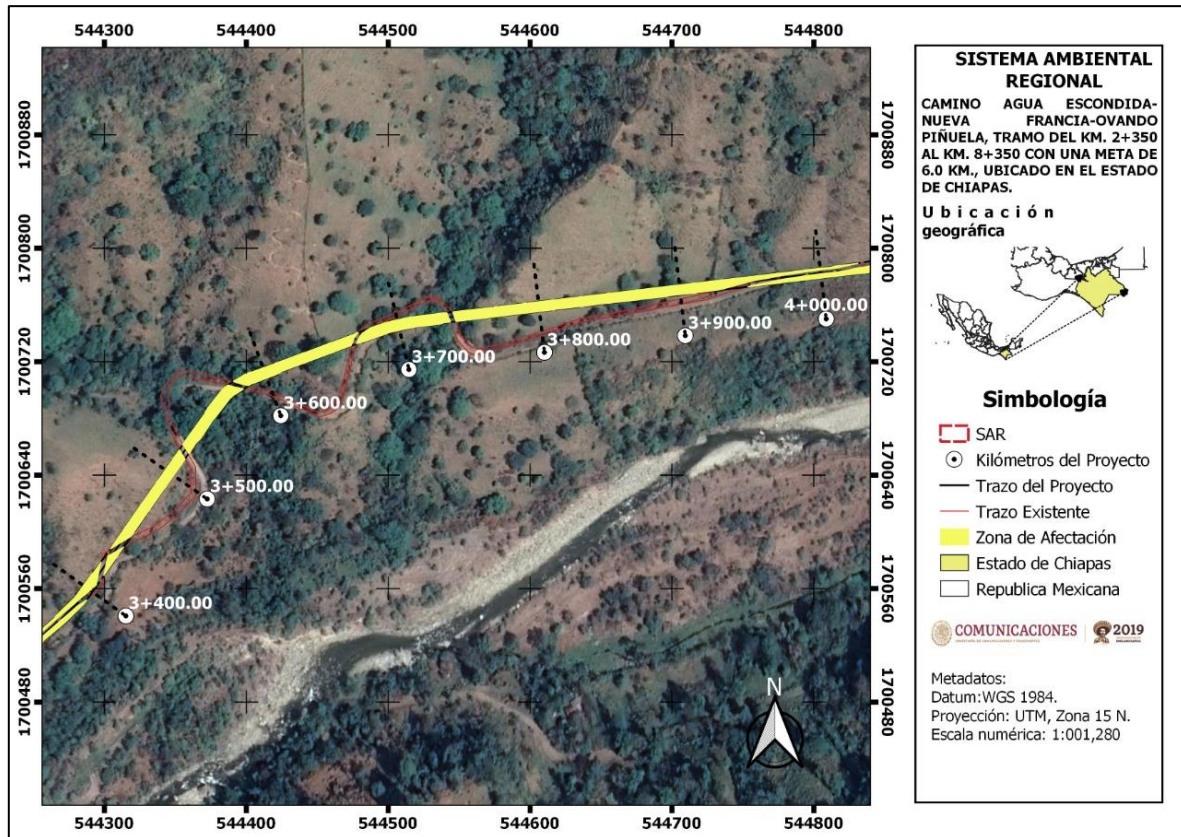 544300 544400 544500 544600 544700 544800
1700880
1700800
1700720
1700640
1700560
1700480
1700880
1700800
1700720
1700640
1700560
1700480
4+000.00
3+900.00
3+800.00
3+700.00
3+600.00
3+500.00
3+400.00
N
544300 544400 544500 544600 544700 544800
SISTEMA AMBIENTAL
REGIONAL
CAMINO AGUA ESCONDIDA-
NUEVA FRANCIA-OVANDO
PIÑUELA, TRAMO DEL KM. 2+350
AL KM. 8+350 CON UNA META DE
6.0 KM., UBICADO EN EL ESTADO
DE CHIAPAS.
Ubicación
geográfica
Simbología
SAR
Kilómetros del Proyecto
Trazo del Proyecto
Trazo Existente
Zona de Afectación
Estado de Chiapas
Republica Mexicana
COMUNICACIONES 2019
Metadatos:
Datum:WGS 1984.
Proyección: UTM, Zona 15 N.
Escala numérica: 1:001,280